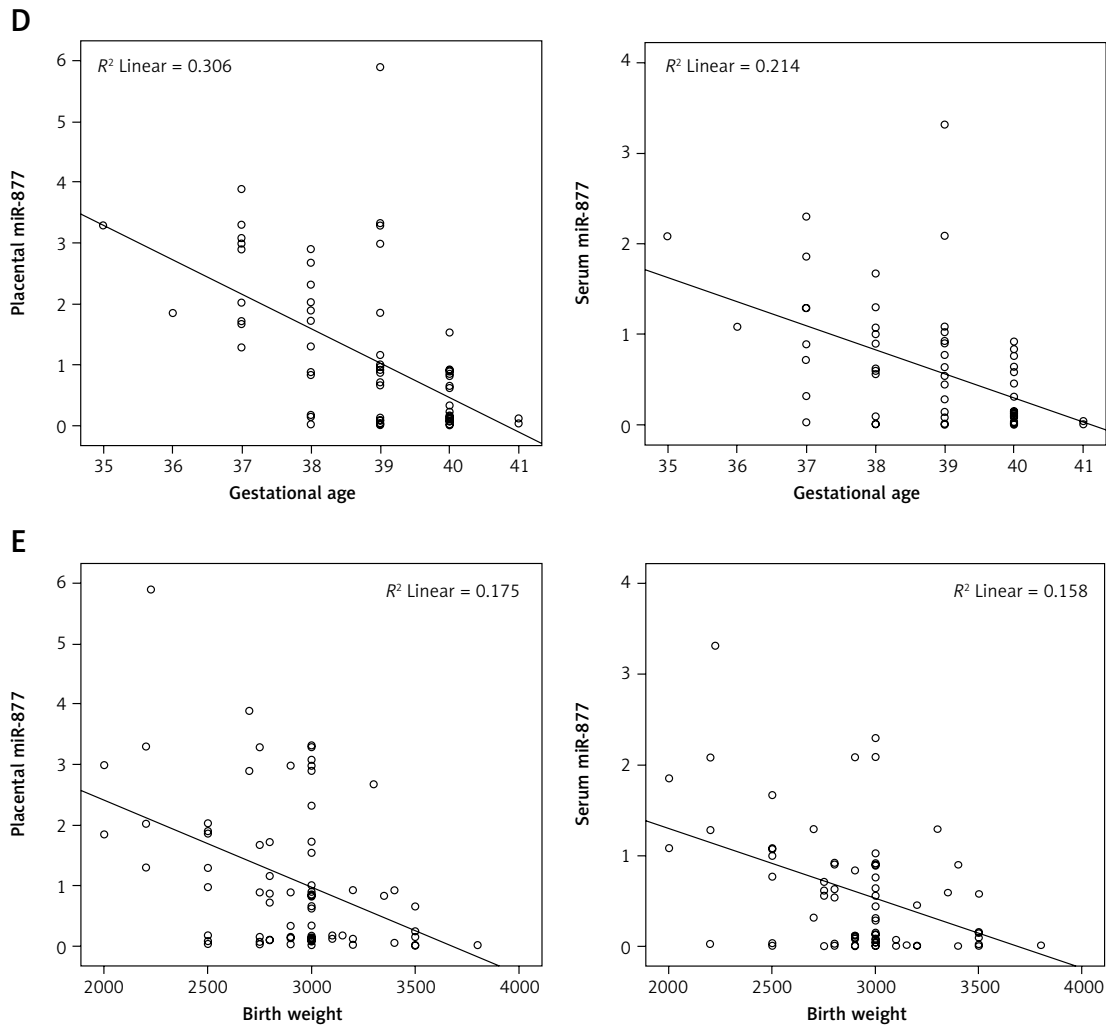 D
R² Linear = 0.306
6
5
4
3
2
1
0
Placental miR-877
35 36 37 38 39 40 41
Gestational age
R² Linear = 0.214
4
3
2
1
0
Serum miR-877
35 36 37 38 39 40 41
Gestational age
E
R² Linear = 0.175
6
5
4
3
2
1
0
Placental miR-877
2000 2500 3000 3500 4000
Birth weight
R² Linear = 0.158
4
3
2
1
0
Serum miR-877
2000 2500 3000 3500 4000
Birth weight